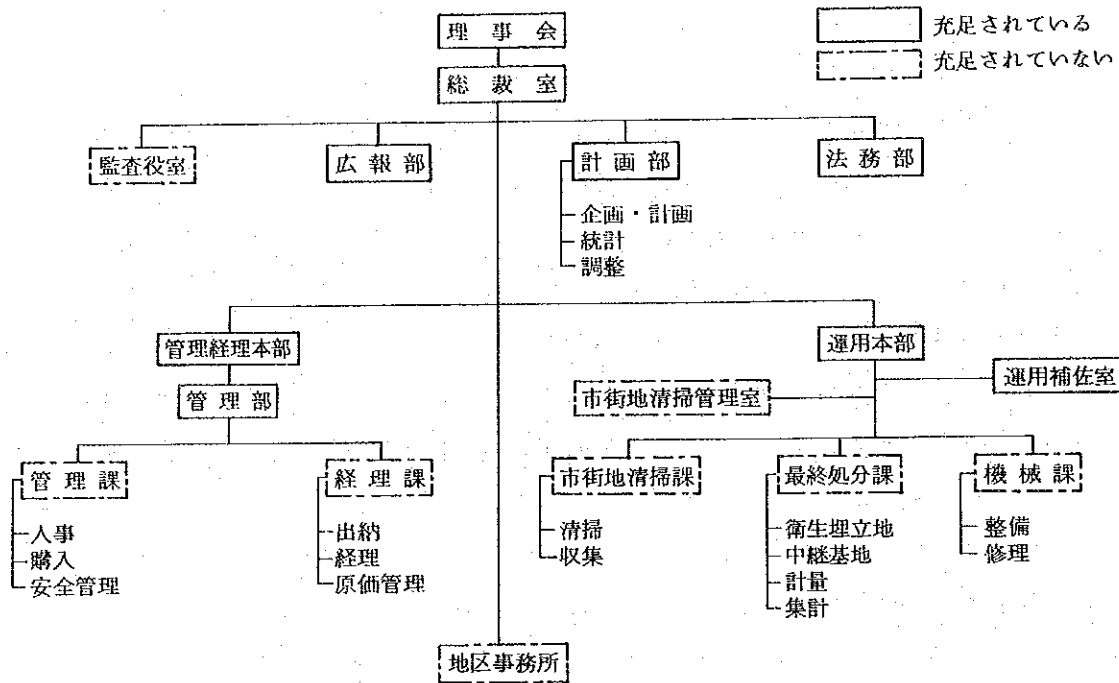 理事会
充足されている
充足されていない
総裁室
監査役室
広報部
計画部
法務部
企画・計画
統計
調整
管理経理本部
運用本部
管理部
市街地清掃管理室
運用補佐室
管理課
経理課
市街地清掃課
最終処分課
機械課
人事
購入
安全管理
出納
経理
原価管理
清掃
収集
衛生埋立地
中継基地
計量
集計
整備
修理
地区事務所